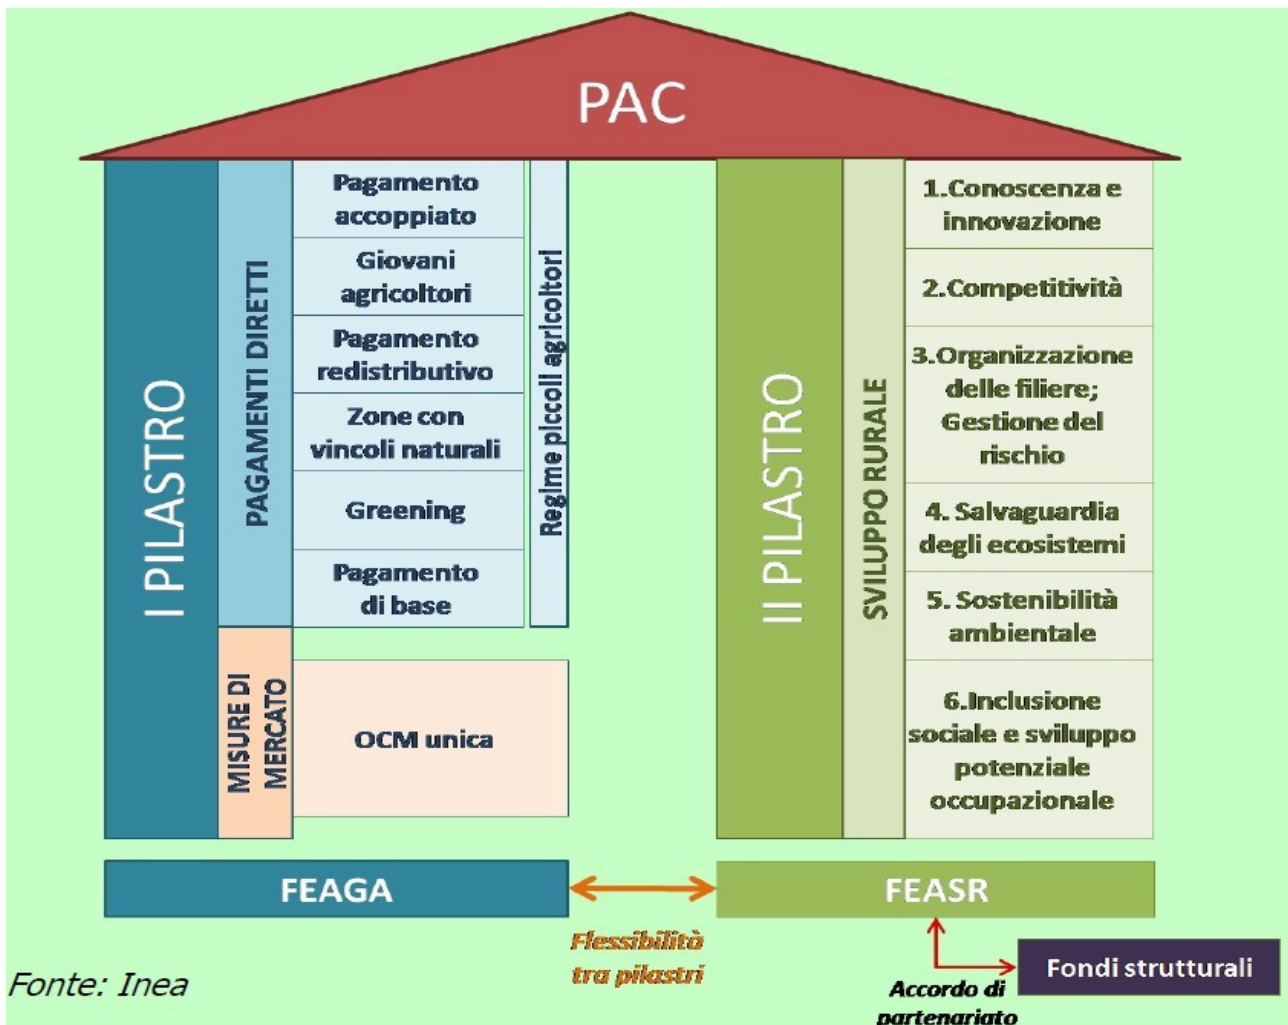 PAC
I PILASTRO
PAGAMENTI DIRETTI
Pagamento
accoppiato
Giovani
agricoltori
Pagamento
redistributivo
Zone con
vincoli naturali
Greening
Pagamento
di base
Regime piccoli agricoltori
MISURE DI
MERCATO
OCM unica
FEAGA
II PILASTRO
SVILUPPO RURALE
1.Conoscenza e
innovazione
2.Competitività
3.Organizzazione
delle filiere;
Gestione del
rischio
4. Salvaguardia
degli ecosistemi
5. Sostenibilità
ambientale
6.Inclusione
sociale e sviluppo
potenziale
occupazionale
FEASR
Flessibilità
tra pilastri
Accordo di
partenariato
Fondi strutturali
Fonte: Inea